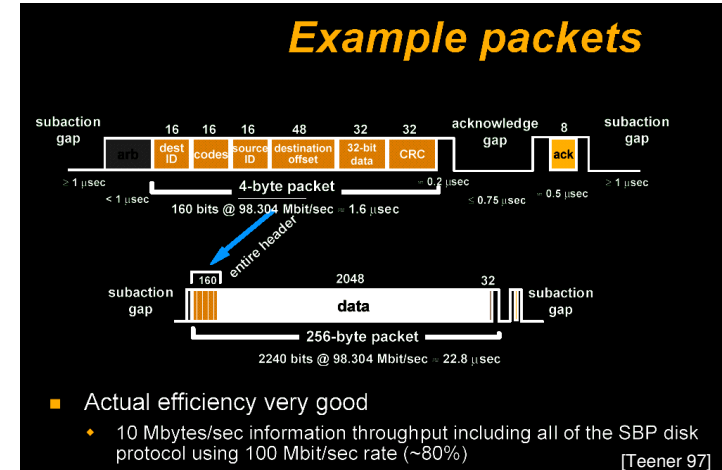 Example packets
subaction gap
16 16 16 48 32 32
acknowledge gap
8
subaction gap
arb
dest ID
codes
source ID
destination offset
32-bit data
CRC
ack
> 1 μsec
< 1 μsec
4-byte packet
≈ 0.2 μsec
≤ 0.75 μsec
≈ 0.5 μsec
> 1 μsec
160 bits @ 98.304 Mbit/sec ≈ 1.6 μsec
entire header
160
2048
32
subaction gap
data
subaction gap
256-byte packet
2240 bits @ 98.304 Mbit/sec ≈ 22.8 μsec
Actual efficiency very good
10 Mbytes/sec information throughput including all of the SBP disk
protocol using 100 Mbit/sec rate (~80%)
[Teener 97]